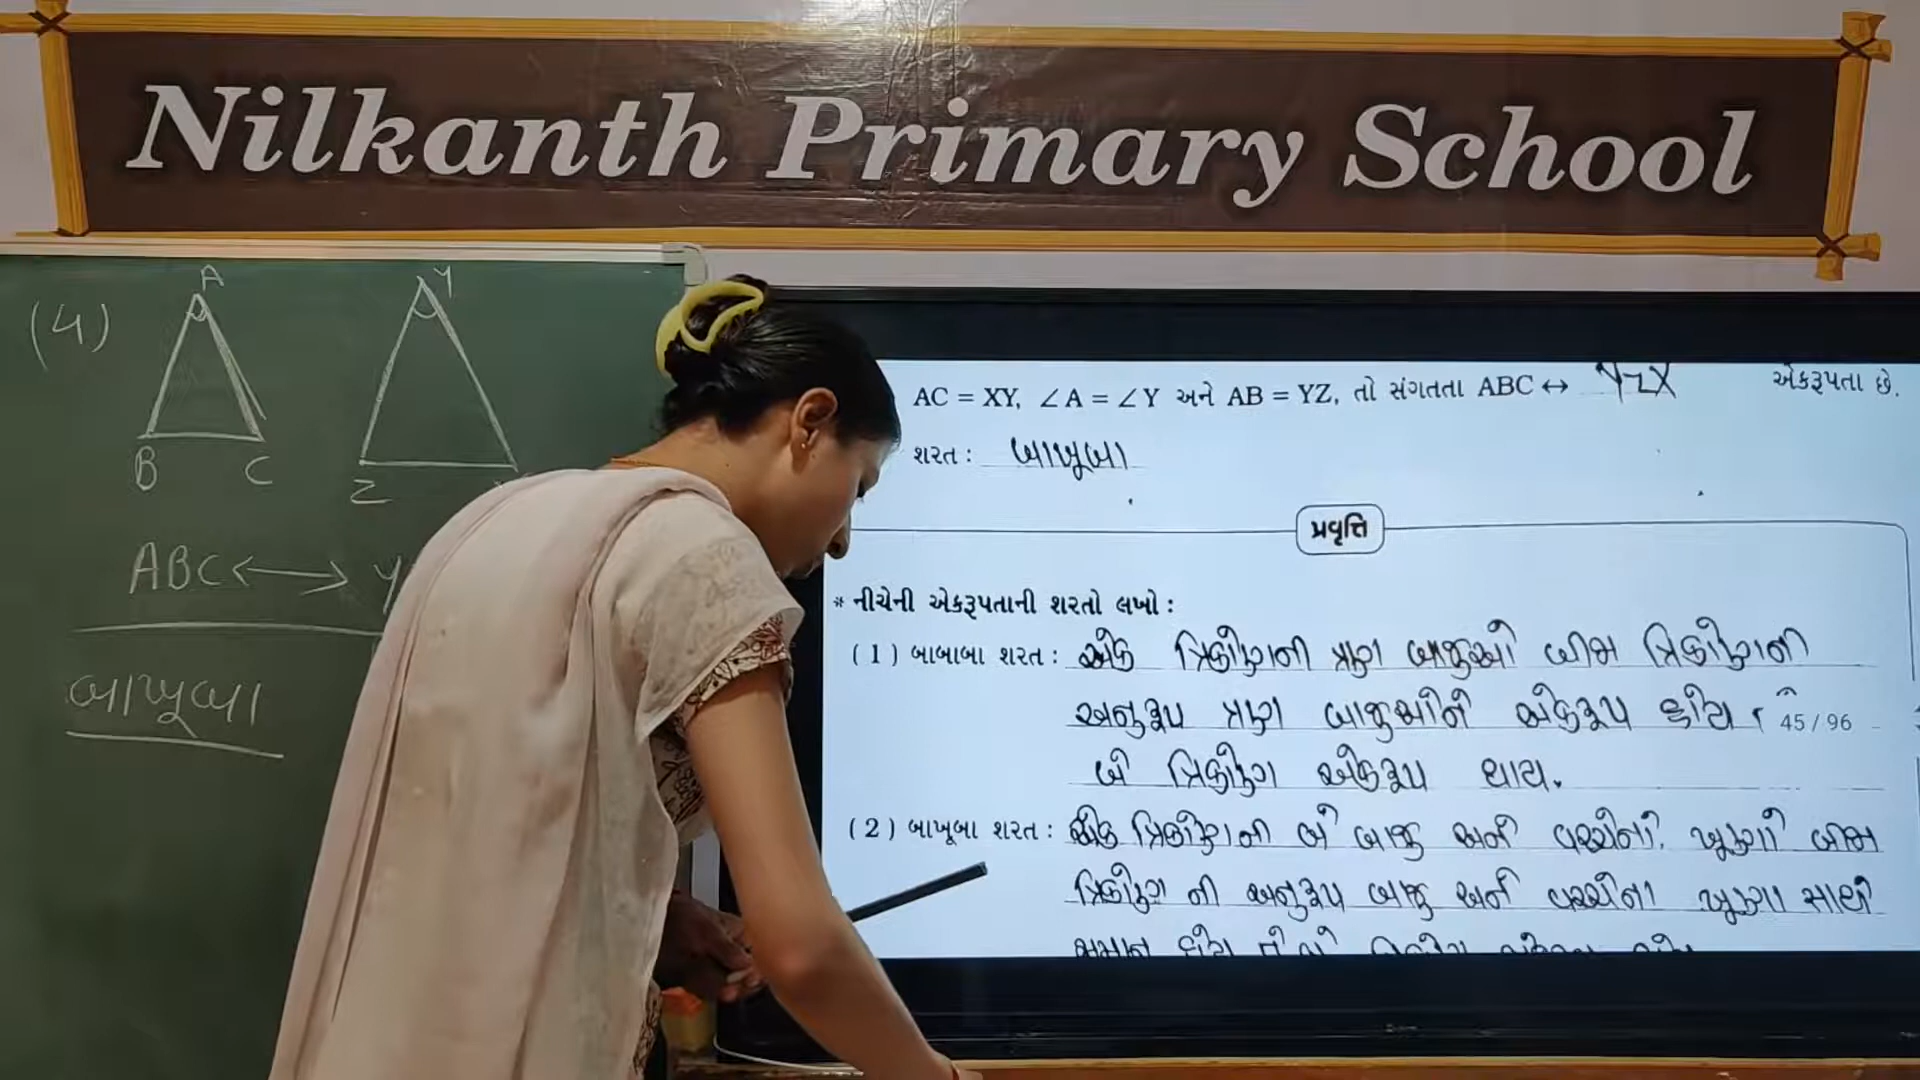 Nilkanth Primary School
(4)
A
Y
B
C
Z
ABC ⟷ Y
બાખૂબા
AC = XY, ∠A = ∠Y અને AB = YZ, તો સંગતતા ABC ↔ YZX એકરૂપતા છે.
શરત : બાખૂબા
પ્રવૃત્તિ
* નીચેની એકરૂપતાની શરતો લખો :
(1) બાબાબા શરત : એક ત્રિકોણની ત્રણ બાજુઓ બીજા ત્રિકોણની
અનુરૂપ ત્રણ બાજુઓને એકરૂપ હોય
45 / 96
બે ત્રિકોણ એકરૂપ થાય.
(2) બાખૂબા શરત : એક ત્રિકોણની બે બાજુ અને વચ્ચેનો ખૂણો બીજા
ત્રિકોણ ની અનુરૂપ બાજુ અને વચ્ચેના ખૂણા સાથે
સમાન હોય તો બે ત્રિકોણ